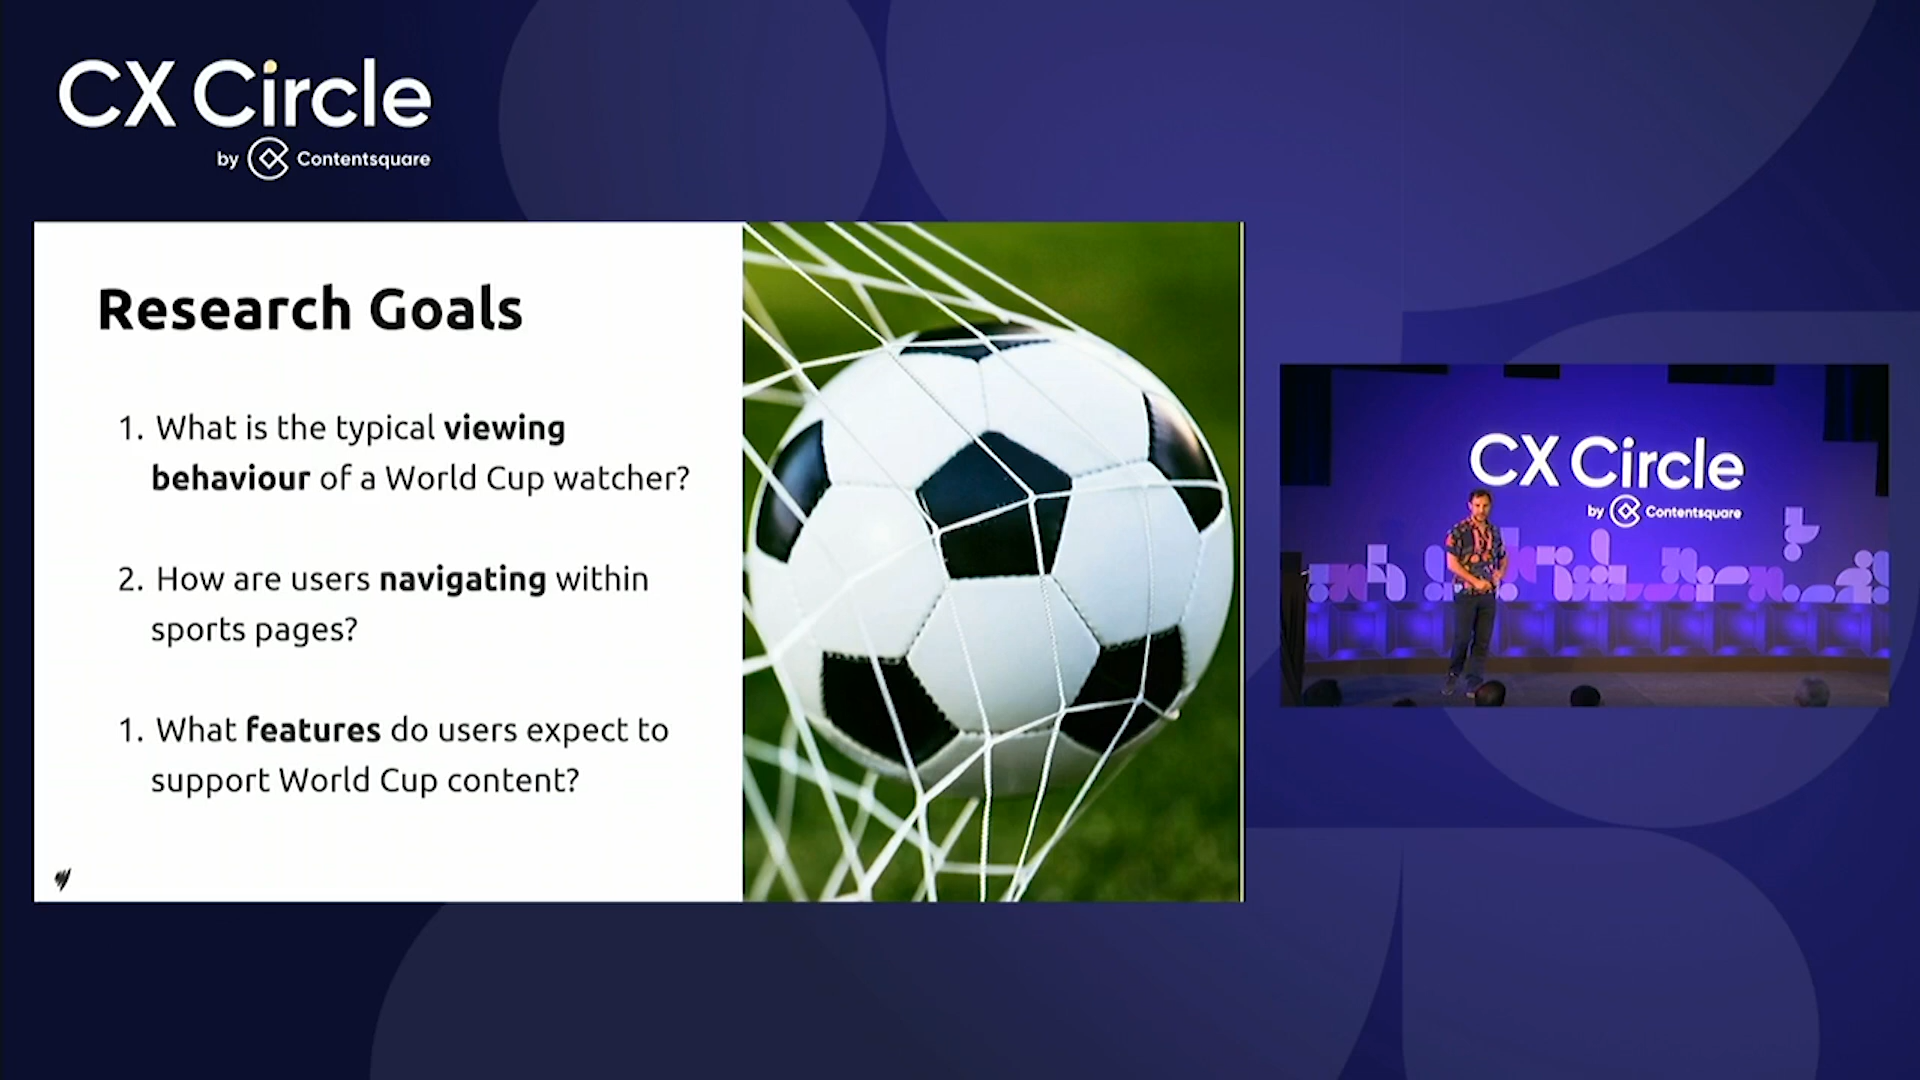 CX Circle
by Contentsquare
Research Goals
1. What is the typical viewing
behaviour of a World Cup watcher?
2. How are users navigating within
sports pages?
1. What features do users expect to
support World Cup content?
CX Circle
by Contentsquare